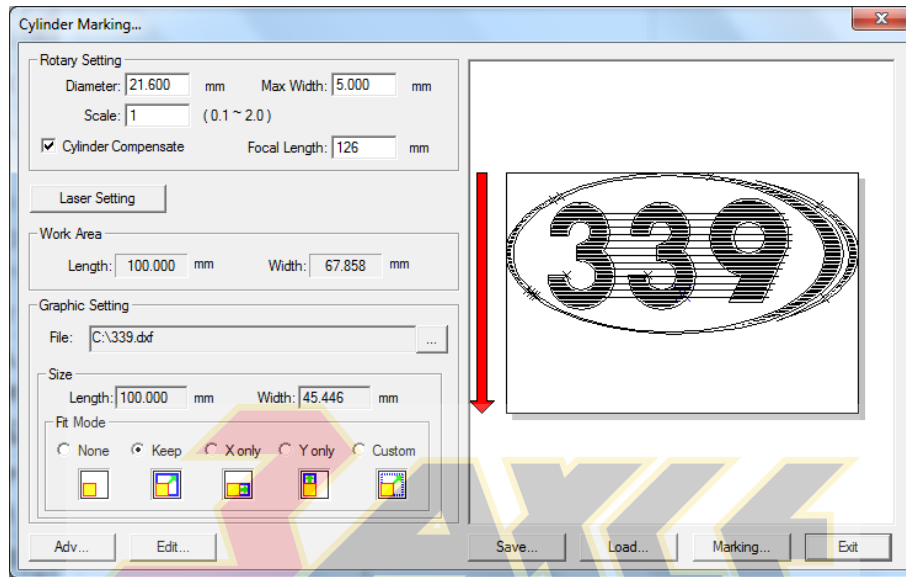 Cylinder Marking...
Rotary Setting
Diameter: 21.600 mm Max Width: 5.000 mm
Scale: 1 ( 0.1 ~ 2.0 )
Cylinder Compensate Focal Length: 126 mm
Laser Setting
Work Area
Length: 100.000 mm Width: 67.858 mm
Graphic Setting
File: C:\339.dxf ...
Size
Length: 100.000 mm Width: 45.446 mm
Fit Mode
None Keep X only Y only Custom
Adv... Edit...
339
Save... Load... Marking... Exit